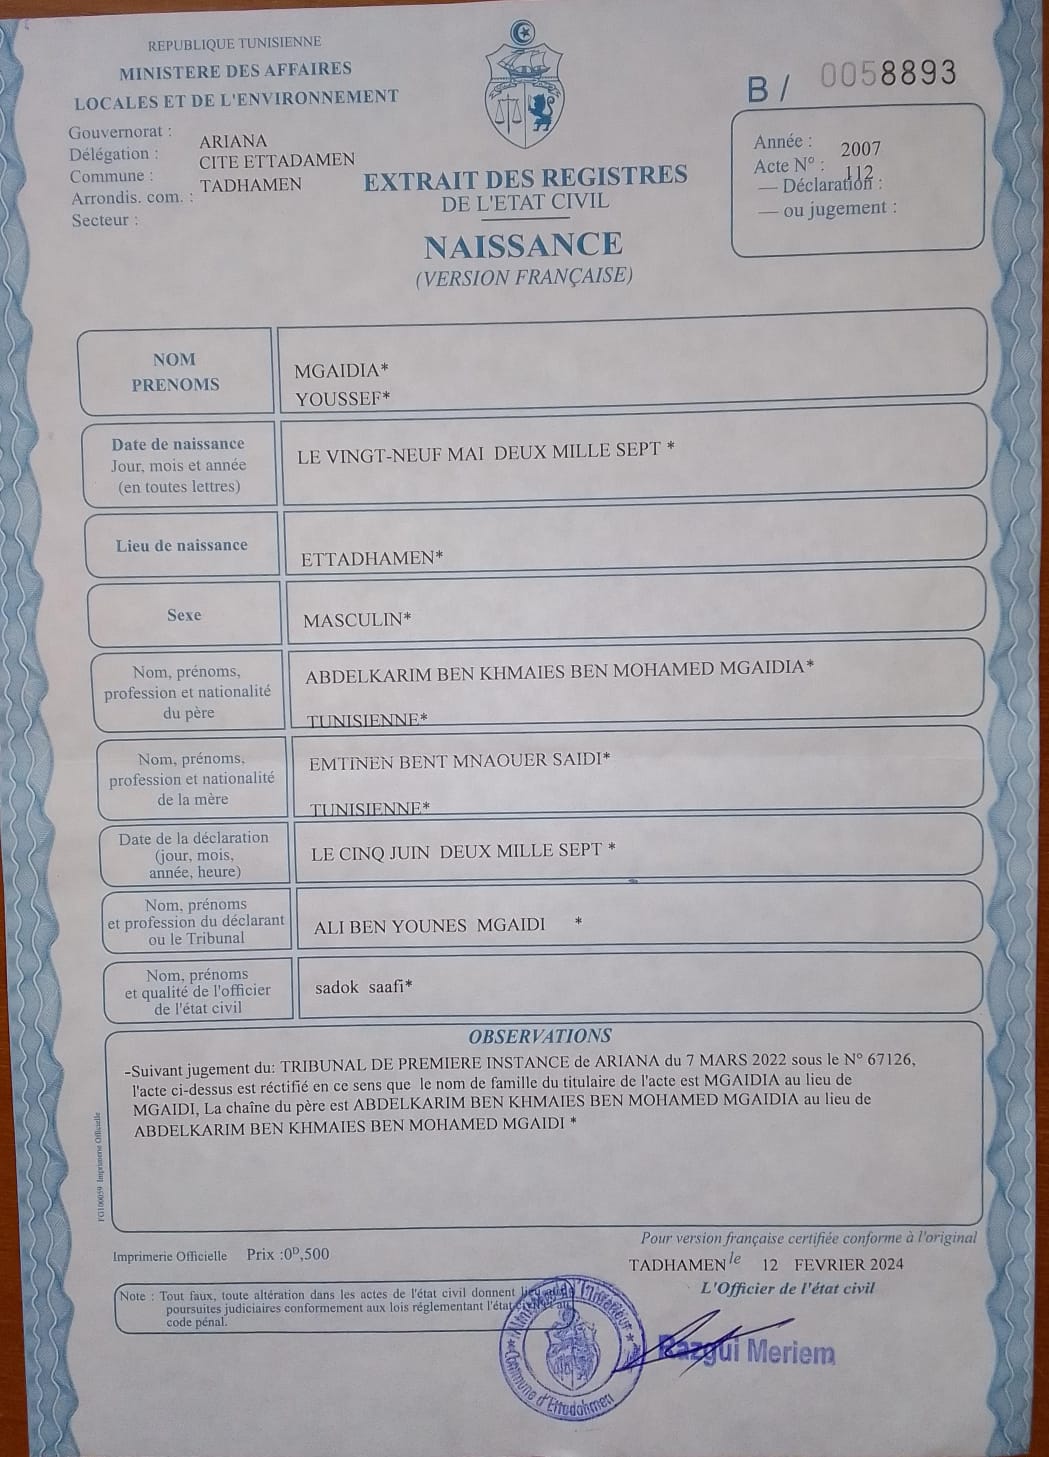 REPUBLIQUE TUNISIENNE
MINISTERE DES AFFAIRES
LOCALES ET DE L'ENVIRONNEMENT
Gouvernorat : ARIANA
Délégation : CITE ETTADAMEN
Commune : TADHAMEN
Arrondis. com. :
Secteur :
B / 0058893
Année : 2007
Acte N° : 112
— Déclaration :
— ou jugement :
EXTRAIT DES REGISTRES
DE L'ETAT CIVIL
NAISSANCE
(VERSION FRANÇAISE)
NOM
PRENOMS
MGAIDIA*
YOUSSEF*
Date de naissance
Jour, mois et année
(en toutes lettres)
LE VINGT-NEUF MAI DEUX MILLE SEPT *
Lieu de naissance
ETTADHAMEN*
Sexe
MASCULIN*
Nom, prénoms,
profession et nationalité
du père
ABDELKARIM BEN KHMAIES BEN MOHAMED MGAIDIA*
TUNISIENNE*
Nom, prénoms,
profession et nationalité
de la mère
EMTINEN BENT MNAOUER SAIDI*
TUNISIENNE*
Date de la déclaration
(jour, mois,
année, heure)
LE CINQ JUIN DEUX MILLE SEPT *
Nom, prénoms
et profession du déclarant
ou le Tribunal
ALI BEN YOUNES MGAIDI *
Nom, prénoms
et qualité de l'officier
de l'état civil
sadok saafi*
OBSERVATIONS
-Suivant jugement du: TRIBUNAL DE PREMIERE INSTANCE de ARIANA du 7 MARS 2022 sous le N° 67126,
l'acte ci-dessus est réctifié en ce sens que le nom de famille du titulaire de l'acte est MGAIDIA au lieu de
MGAIDI, La chaîne du père est ABDELKARIM BEN KHMAIES BEN MOHAMED MGAIDIA au lieu de
ABDELKARIM BEN KHMAIES BEN MOHAMED MGAIDI *
FG100059 Imprimerie Officielle
Imprimerie Officielle Prix :0ᴰ,500
Pour version française certifiée conforme à l'original
TADHAMEN le 12 FEVRIER 2024
L'Officier de l'état civil
Note : Tout faux, toute altération dans les actes de l'état civil donnent
poursuites judiciaires conformement aux lois réglementant l'état civil et au
code pénal.
Ministère de l'Intérieur
Commune d'Ettadohmen
Razgui Meriem